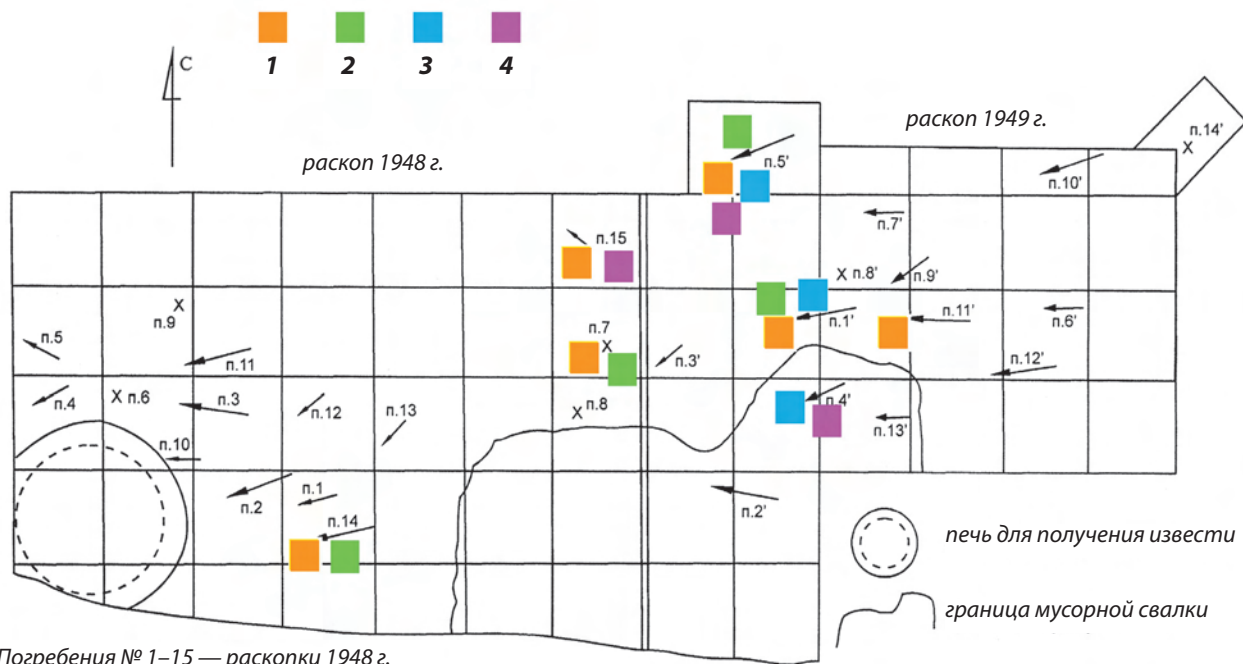 1 2 3 4
С
раскоп 1948 г.
раскоп 1949 г.
п.14'
п.5'
п.10'
п.7'
п.15
п.8'
п.9'
п.9
п.5
п.11
п.7
п.3'
п.1'
п.11'
п.6'
п.12'
п.4
п.6
п.3
п.12
п.13
п.8
п.4'
п.13'
п.10
п.2
п.1
п.14
п.2'
печь для получения извести
граница мусорной свалки
Погребения № 1–15 — раскопки 1948 г.